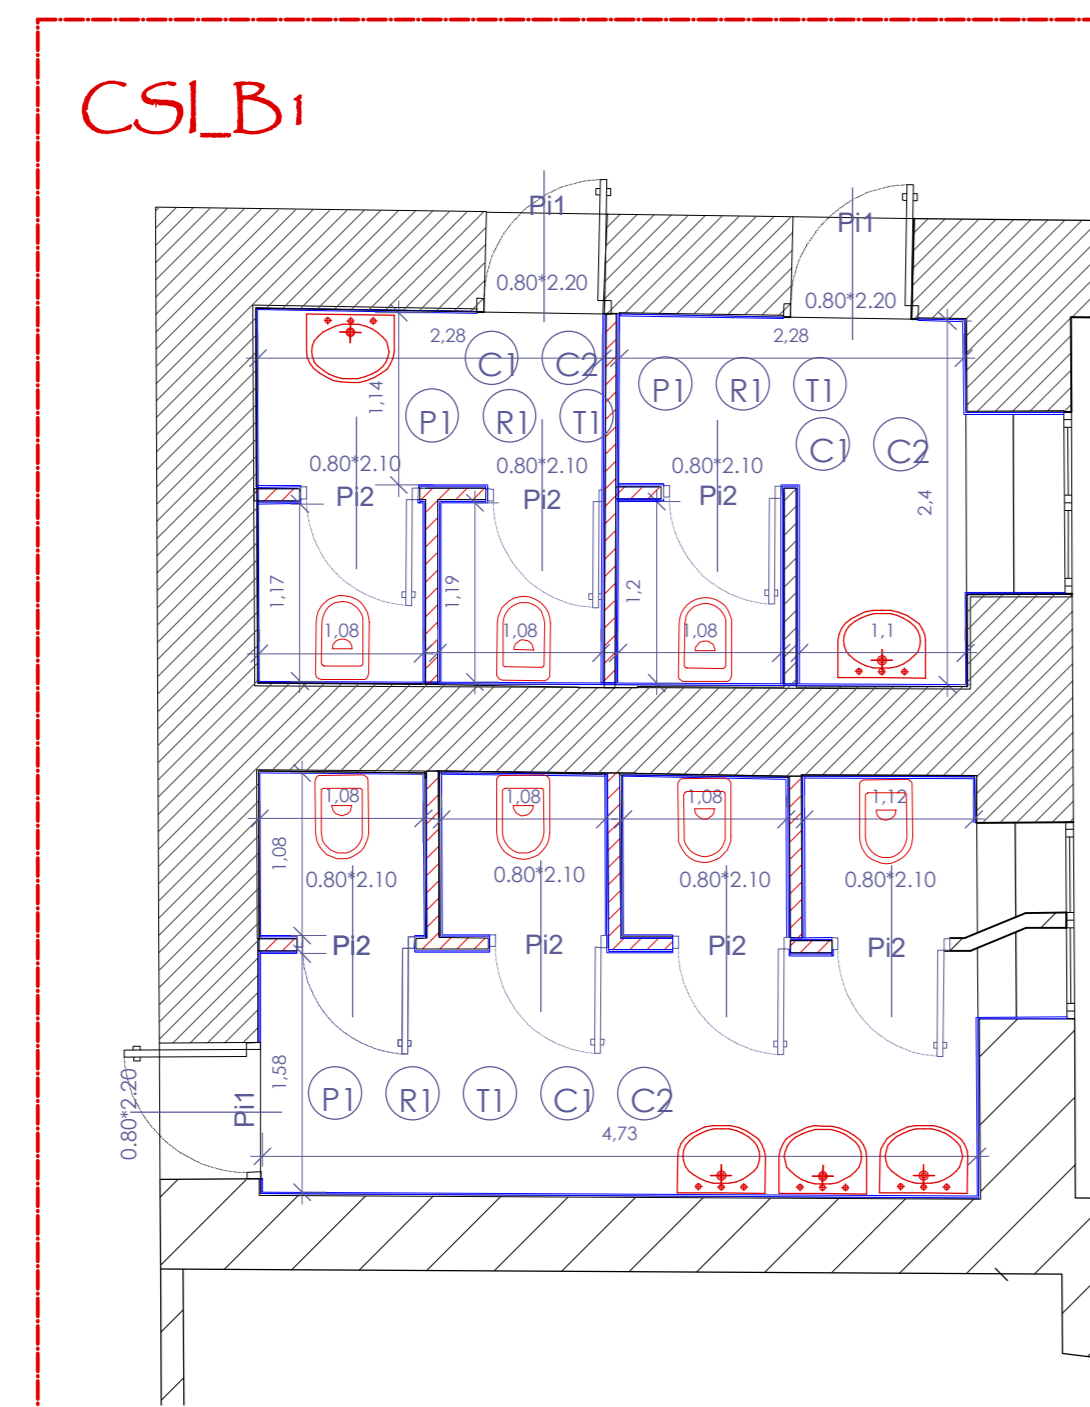 CSI_B1
Pi1
Pi1
0.80*2.20
0.80*2.20
2,28
2,28
C1 C2
P1 R1 T1
P1 R1 T1
C1 C2
1,14
0.80*2.10
0.80*2.10
0.80*2.10
Pi2
Pi2
Pi2
2,4
1,17
1,19
1,2
1,08
1,08
1,08
1,1
1,08
1,08
1,08
1,12
1,08
0.80*2.10
0.80*2.10
0.80*2.10
0.80*2.10
Pi2
Pi2
Pi2
Pi2
1,58
0.80*2.20
Pi1
P1 R1 T1 C1 C2
4,73